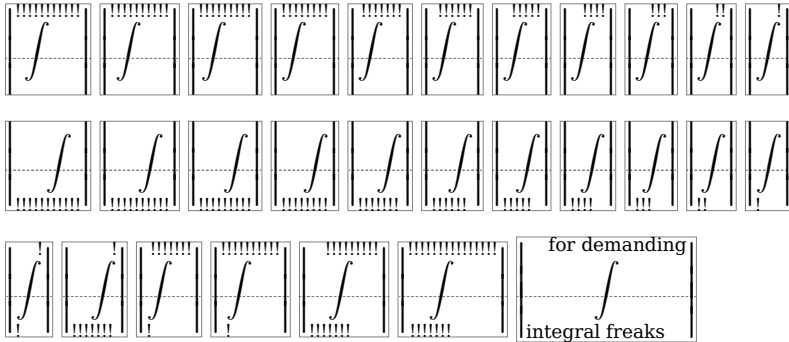 for demanding
∫
integral freaks